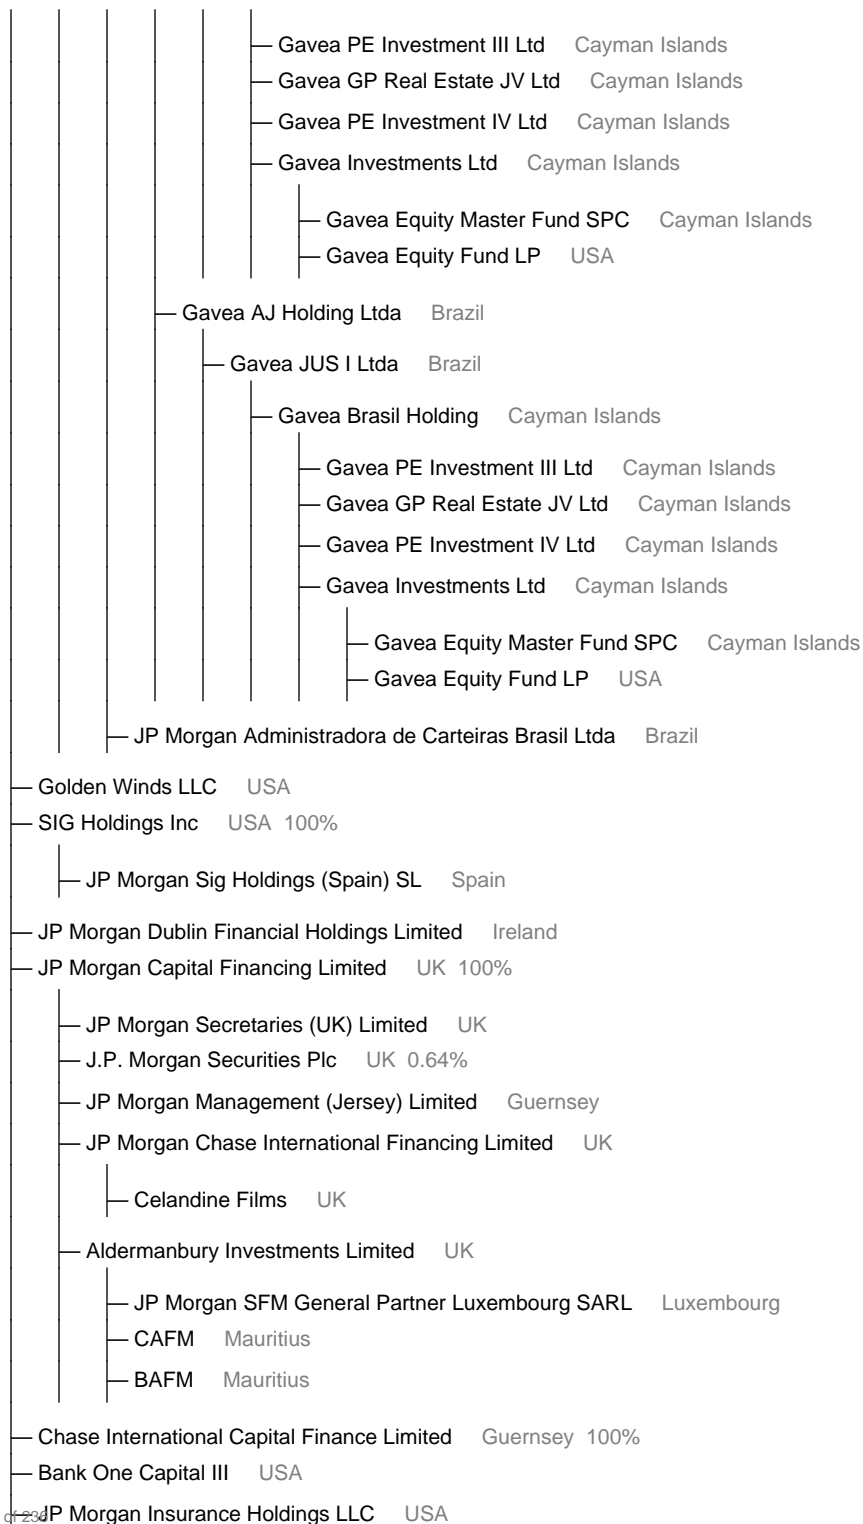 Gavea PE Investment III Ltd Cayman Islands
Gavea GP Real Estate JV Ltd Cayman Islands
Gavea PE Investment IV Ltd Cayman Islands
Gavea Investments Ltd Cayman Islands
Gavea Equity Master Fund SPC Cayman Islands
Gavea Equity Fund LP USA
Gavea AJ Holding Ltda Brazil
Gavea JUS I Ltda Brazil
Gavea Brasil Holding Cayman Islands
Gavea PE Investment III Ltd Cayman Islands
Gavea GP Real Estate JV Ltd Cayman Islands
Gavea PE Investment IV Ltd Cayman Islands
Gavea Investments Ltd Cayman Islands
Gavea Equity Master Fund SPC Cayman Islands
Gavea Equity Fund LP USA
JP Morgan Administradora de Carteiras Brasil Ltda Brazil
Golden Winds LLC USA
SIG Holdings Inc USA 100%
JP Morgan Sig Holdings (Spain) SL Spain
JP Morgan Dublin Financial Holdings Limited Ireland
JP Morgan Capital Financing Limited UK 100%
JP Morgan Secretaries (UK) Limited UK
J.P. Morgan Securities Plc UK 0.64%
JP Morgan Management (Jersey) Limited Guernsey
JP Morgan Chase International Financing Limited UK
Celandine Films UK
Aldermanbury Investments Limited UK
JP Morgan SFM General Partner Luxembourg SARL Luxembourg
CAFM Mauritius
BAFM Mauritius
Chase International Capital Finance Limited Guernsey 100%
Bank One Capital III USA
JP Morgan Insurance Holdings LLC USA
of